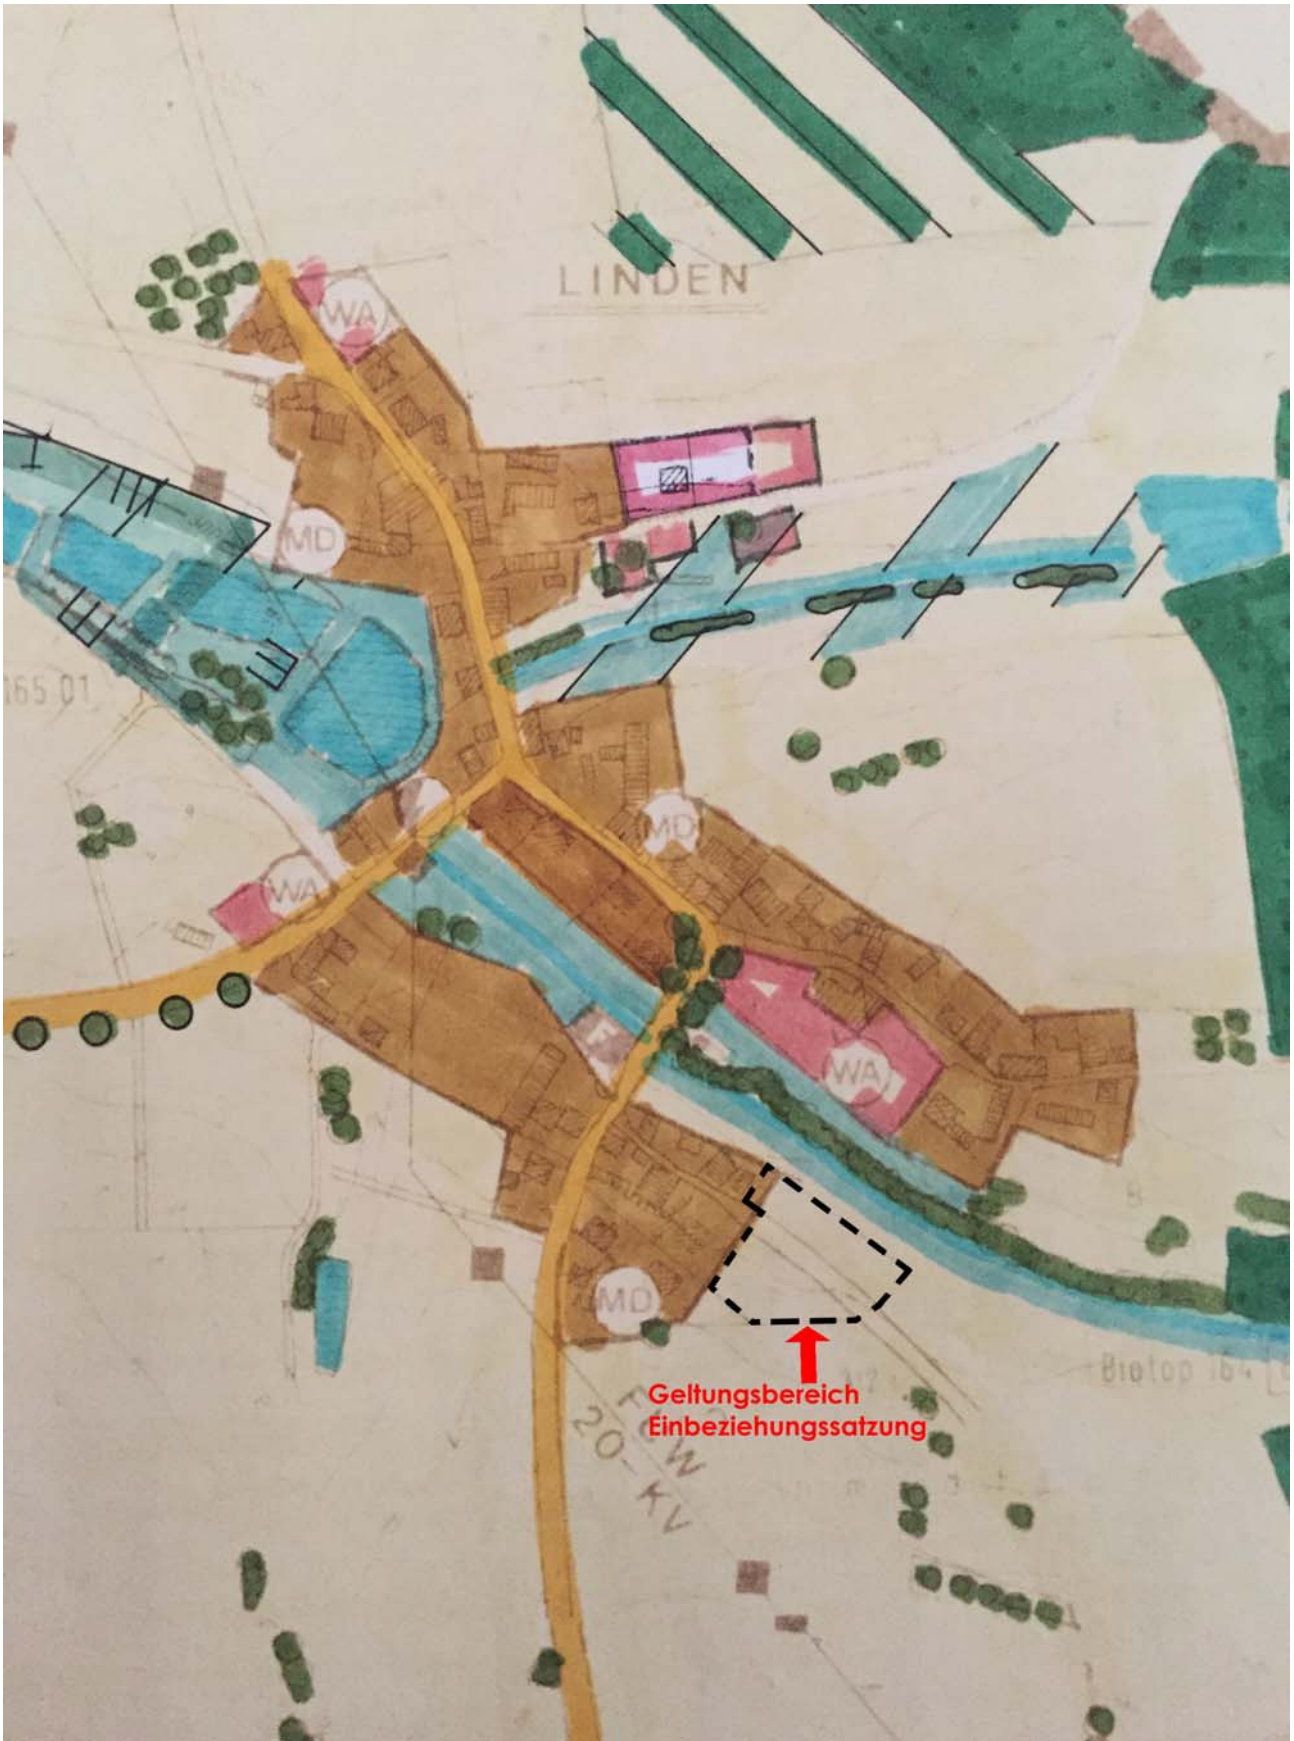 LINDEN
WA
MD
165.01
MD
WA
WA
MD
Biotop 164
Geltungsbereich
Einbeziehungssatzung
20-KV